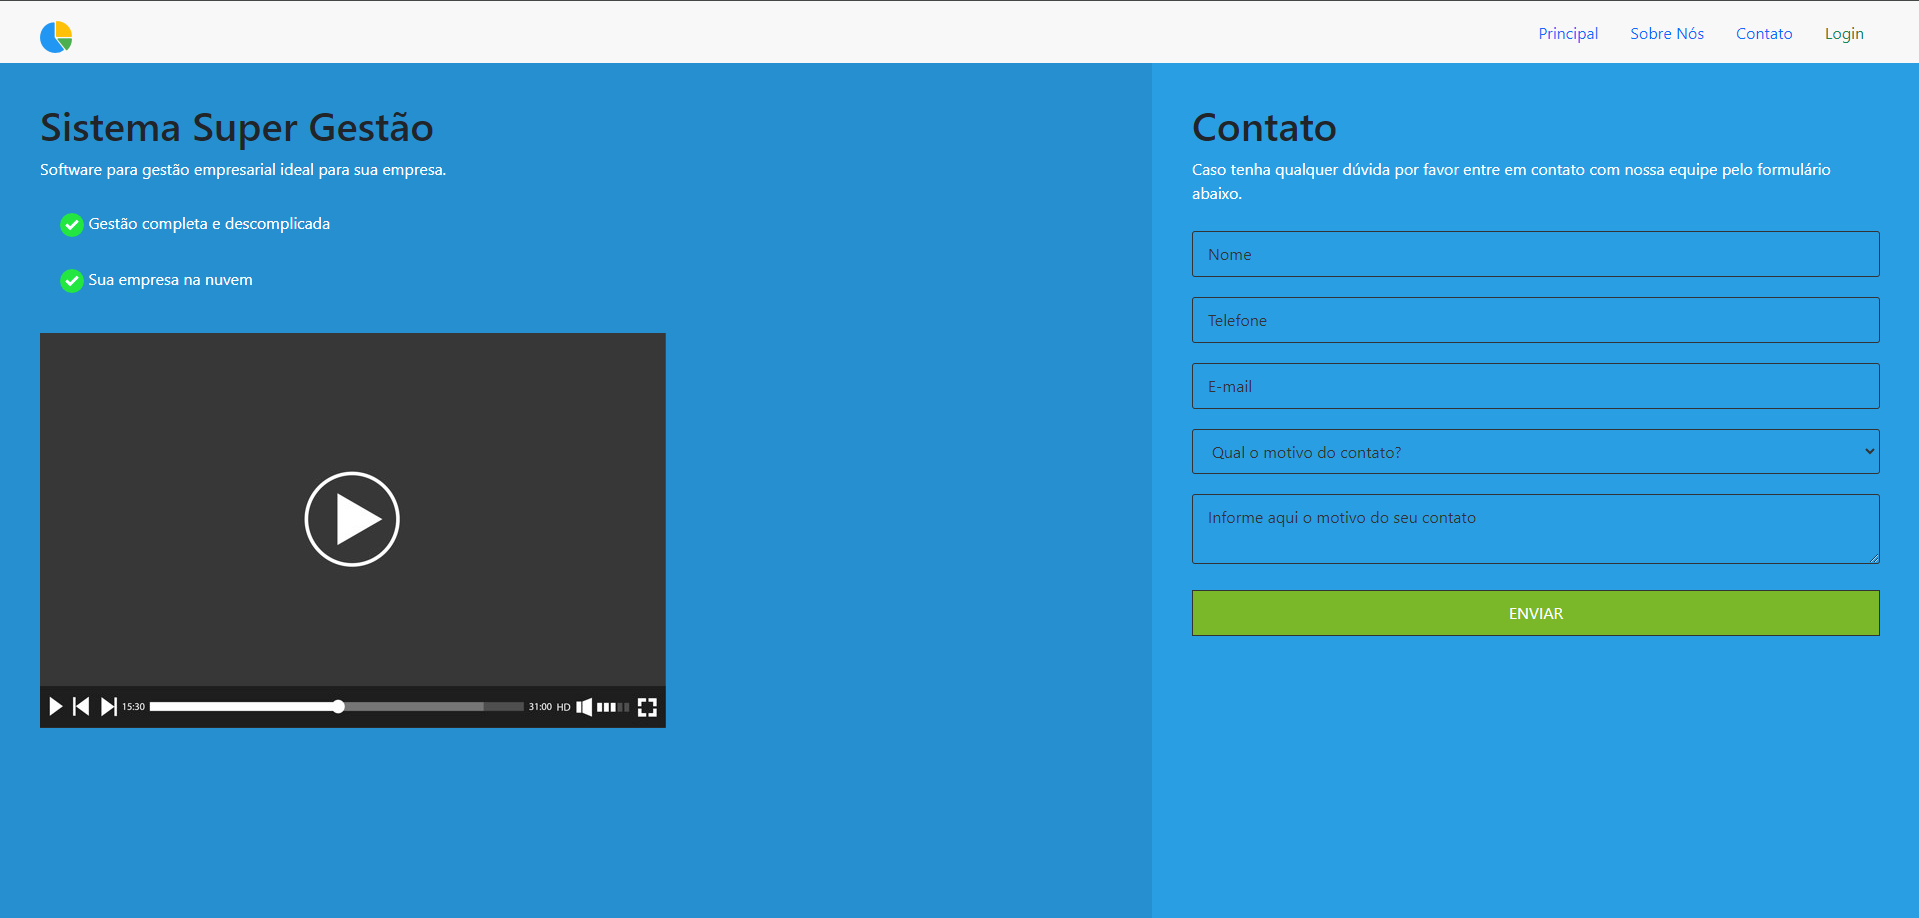 Principal
Sobre Nós
Contato
Login
Sistema Super Gestão
Software para gestão empresarial ideal para sua empresa.
Gestão completa e descomplicada
Sua empresa na nuvem
15:30
31:00 HD
Contato
Caso tenha qualquer dúvida por favor entre em contato com nossa equipe pelo formulário
abaixo.
Nome
Telefone
E-mail
Qual o motivo do contato?
Informe aqui o motivo do seu contato
ENVIAR